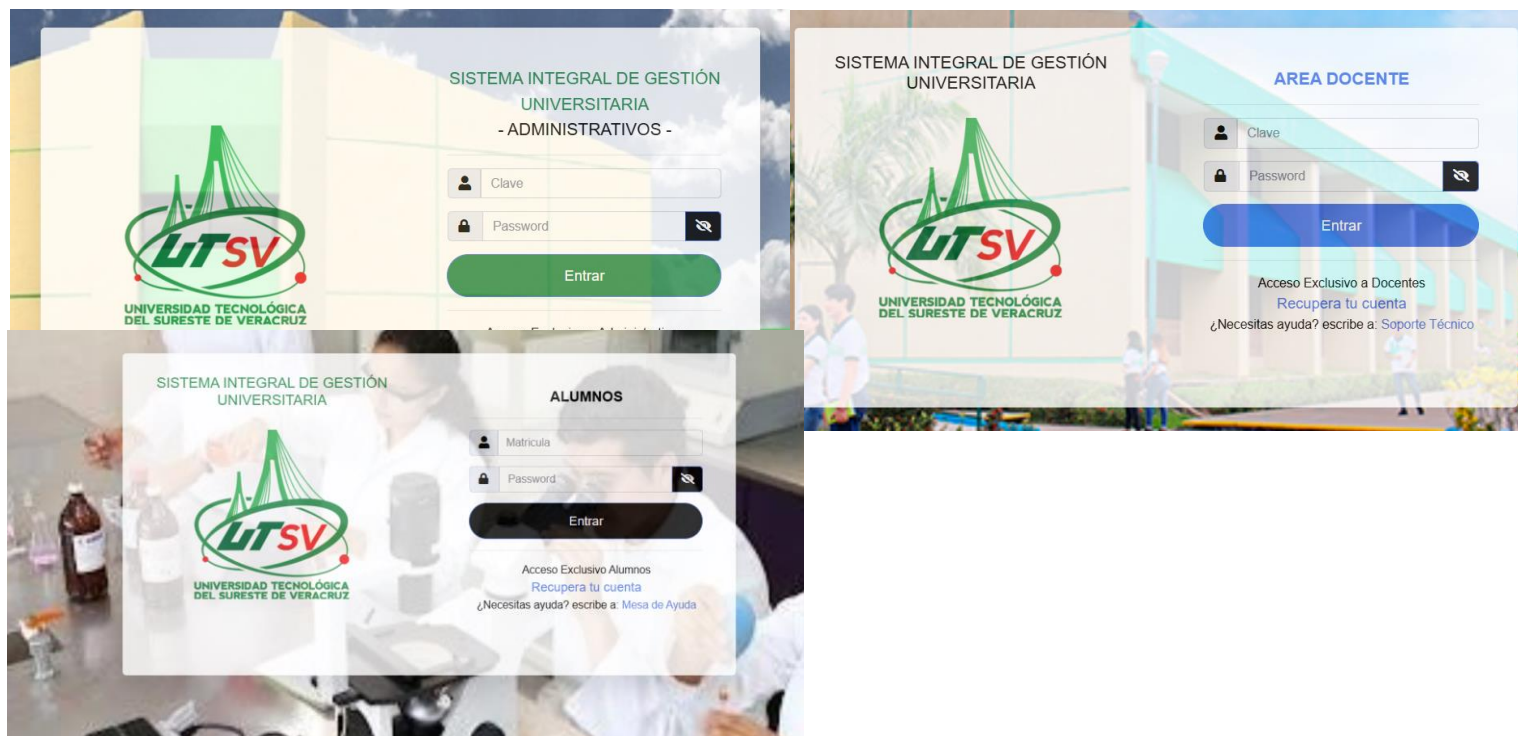 SISTEMA INTEGRAL DE GESTIÓN
UNIVERSITARIA
- ADMINISTRATIVOS -
Clave
Password
Entrar
UTSV
UNIVERSIDAD TECNOLÓGICA
DEL SURESTE DE VERACRUZ
SISTEMA INTEGRAL DE GESTIÓN
UNIVERSITARIA
UTSV
UNIVERSIDAD TECNOLÓGICA
DEL SURESTE DE VERACRUZ
AREA DOCENTE
Clave
Password
Entrar
Acceso Exclusivo a Docentes
Recupera tu cuenta
¿Necesitas ayuda? escribe a: Soporte Técnico
SISTEMA INTEGRAL DE GESTIÓN
UNIVERSITARIA
UTSV
UNIVERSIDAD TECNOLÓGICA
DEL SURESTE DE VERACRUZ
ALUMNOS
Matricula
Password
Entrar
Acceso Exclusivo Alumnos
Recupera tu cuenta
¿Necesitas ayuda? escribe a: Mesa de Ayuda